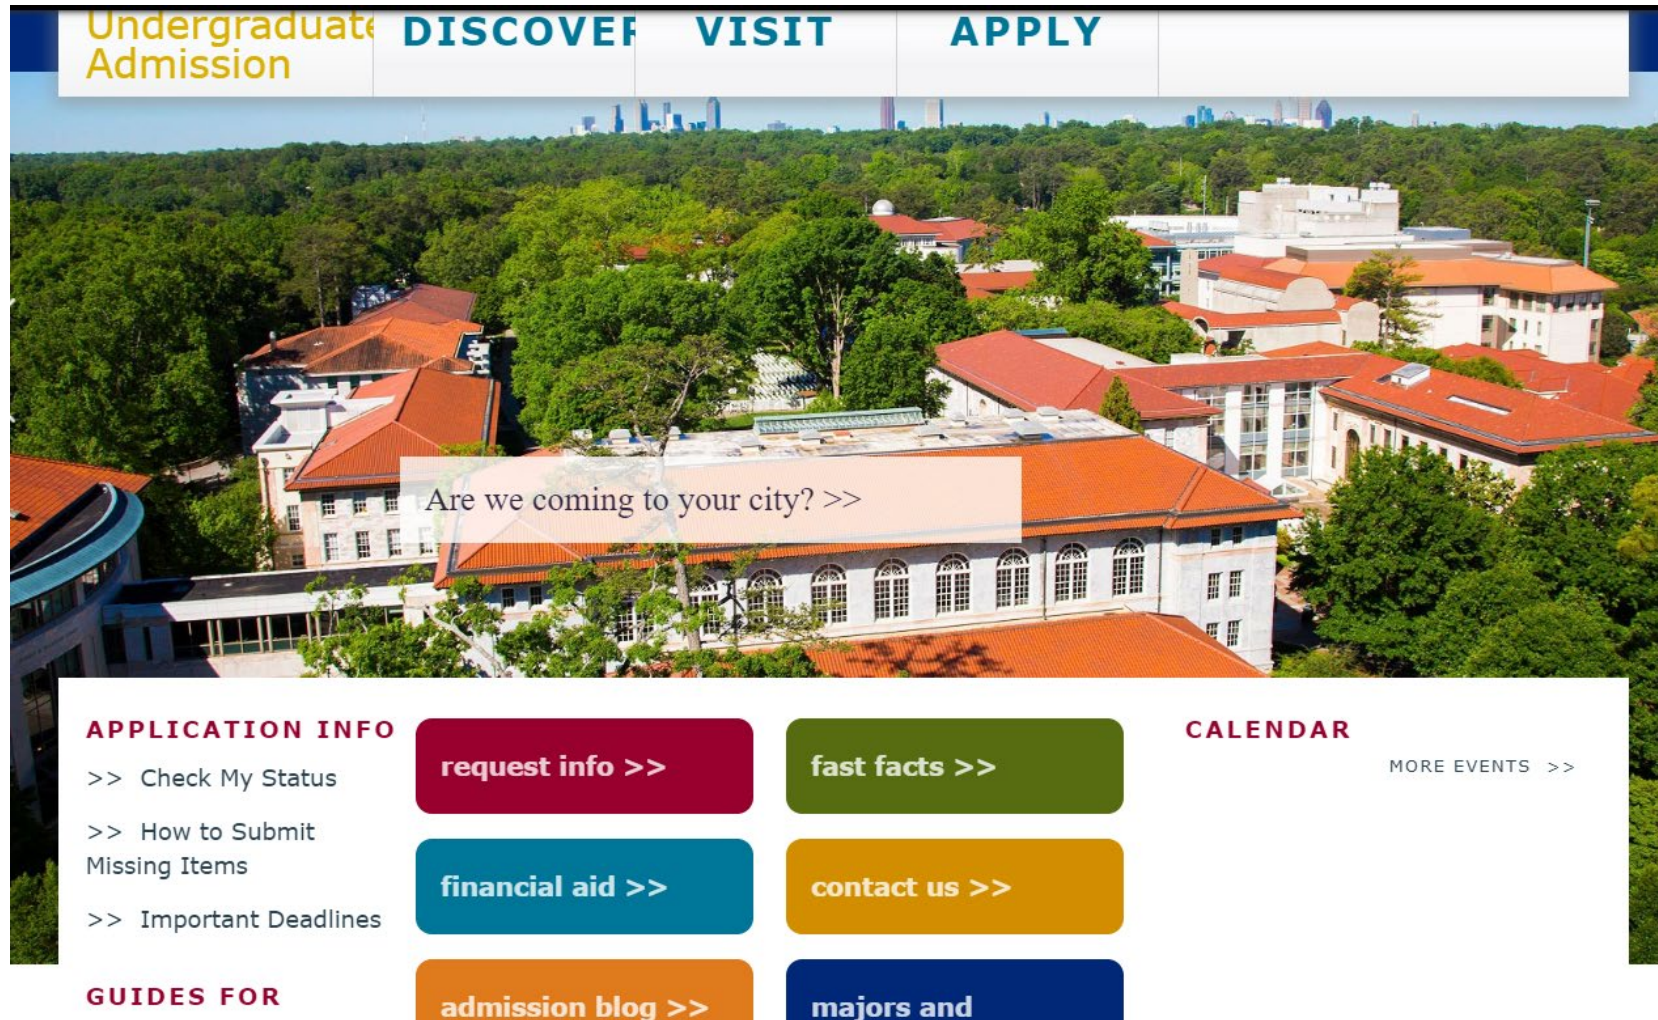 Undergraduate
Admission
DISCOVER
VISIT
APPLY
Are we coming to your city? >>
APPLICATION INFO
>> Check My Status
>> How to Submit
Missing Items
>> Important Deadlines
GUIDES FOR
request info >>
fast facts >>
financial aid >>
contact us >>
admission blog >>
majors and
CALENDAR
MORE EVENTS >>